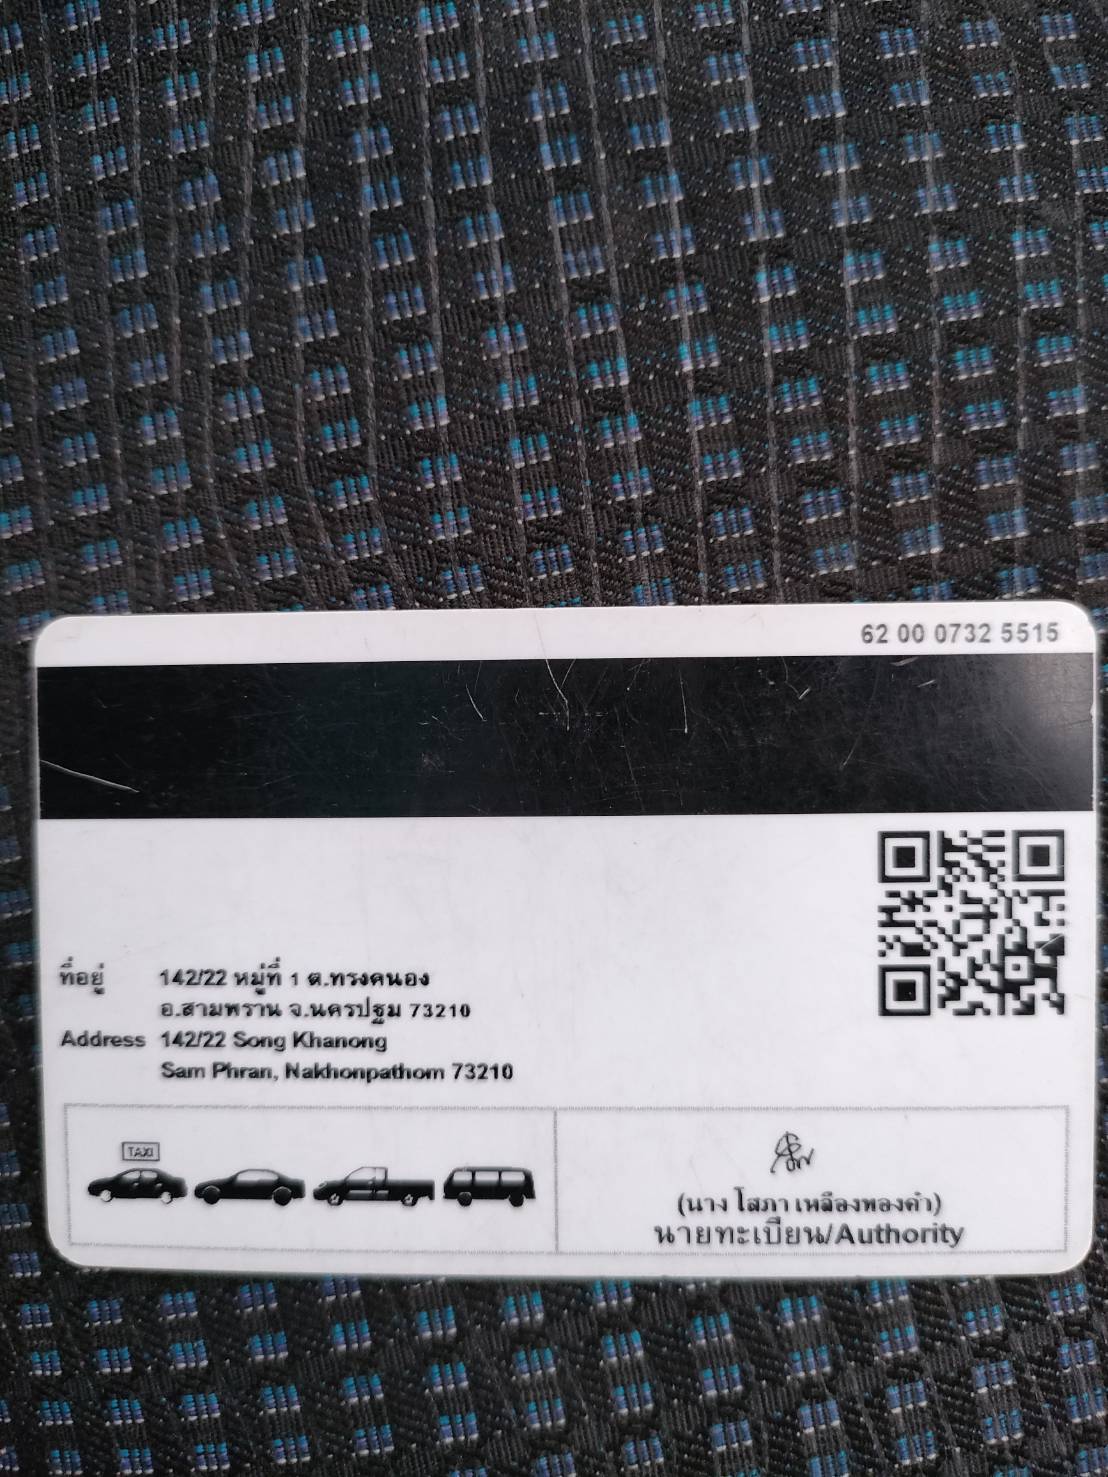 62 00 0732 5515
ที่อยู่ 142/22 หมู่ที่ 1 ต.ทรงคนอง
อ.สามพราน จ.นครปฐม 73210
Address 142/22 Song Khanong
Sam Phran, Nakhonpathom 73210
TAXI
(นาง โสภา เหลืองทองคำ)
นายทะเบียน/Authority